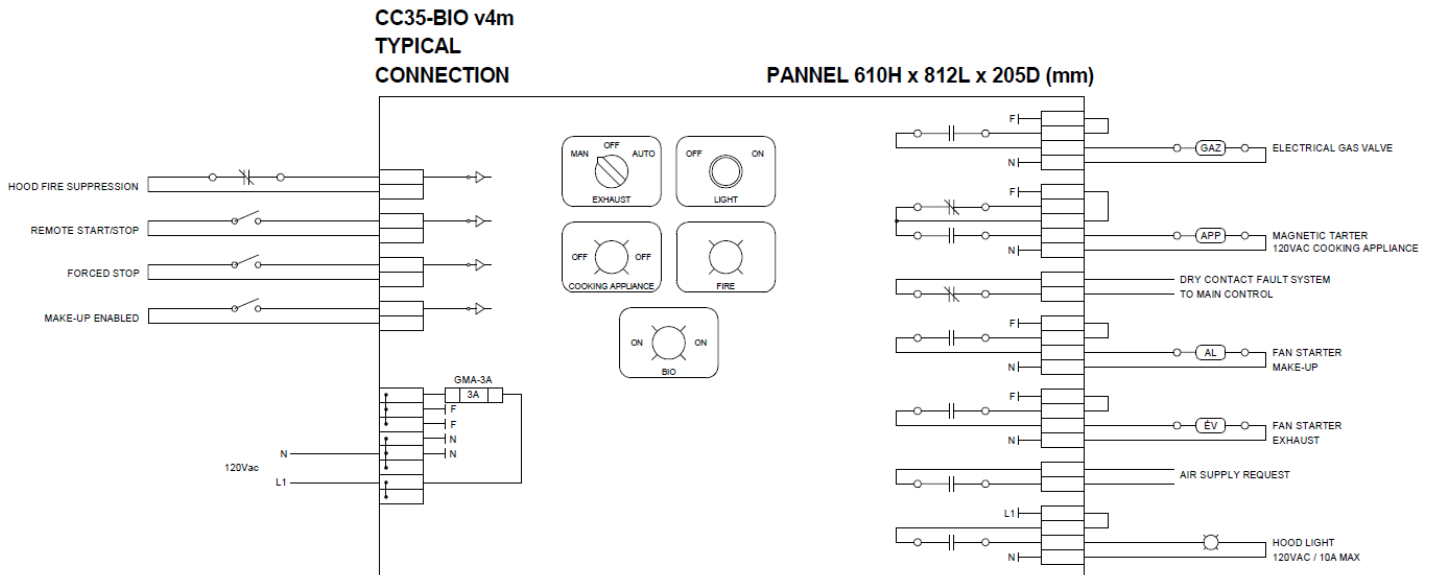 CC35-BIO v4m
TYPICAL
CONNECTION
PANNEL 610H x 812L x 205D (mm)
HOOD FIRE SUPPRESSION
REMOTE START/STOP
FORCED STOP
MAKE-UP ENABLED
GMA-3A
3A
F
F
N
N
N
120Vac
L1
MAN
OFF
AUTO
EXHAUST
OFF
ON
LIGHT
OFF
OFF
COOKING APPLIANCE
FIRE
ON
ON
BIO
F
N
GAZ
ELECTRICAL GAS VALVE
F
N
APP
MAGNETIC TARTER
120VAC COOKING APPLIANCE
DRY CONTACT FAULT SYSTEM
TO MAIN CONTROL
F
N
AL
FAN STARTER
MAKE-UP
F
N
ÉV
FAN STARTER
EXHAUST
AIR SUPPLY REQUEST
L1
N
HOOD LIGHT
120VAC / 10A MAX